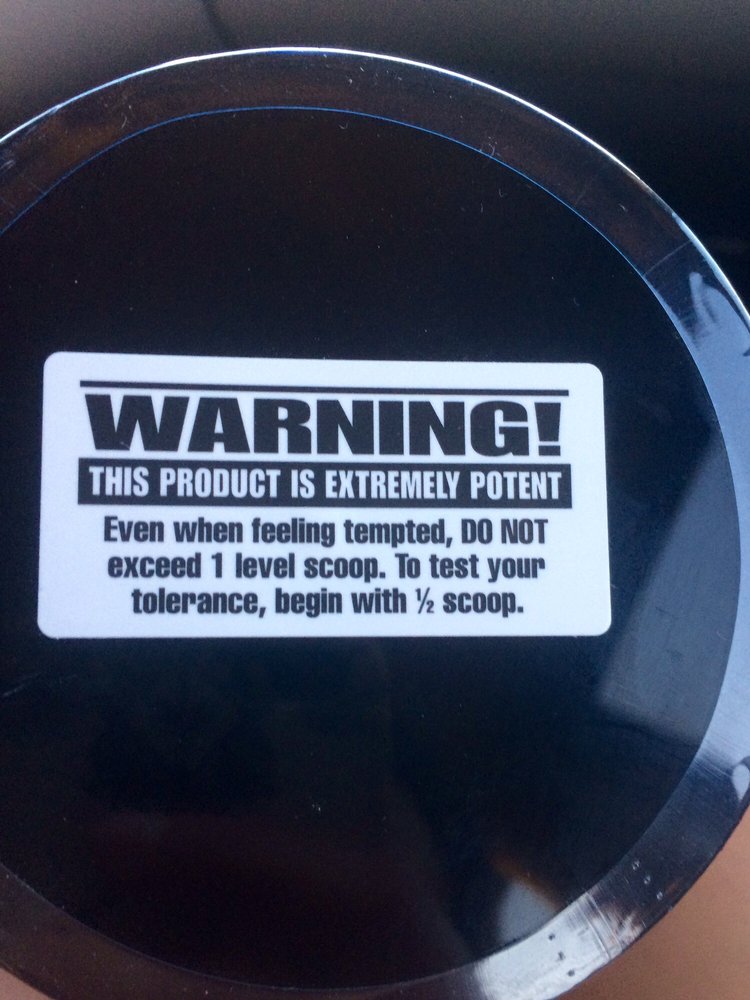 WARNING!
THIS PRODUCT IS EXTREMELY POTENT
Even when feeling tempted, DO NOT
exceed 1 level scoop. To test your
tolerance, begin with ½ scoop.